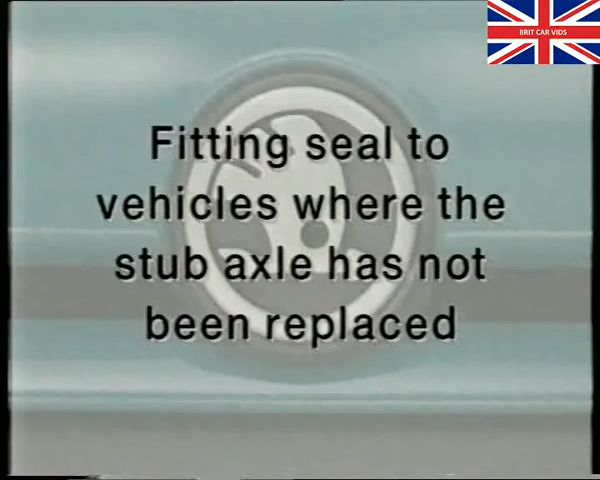 BRIT CAR VIDS
Fitting seal to
vehicles where the
stub axle has not
been replaced